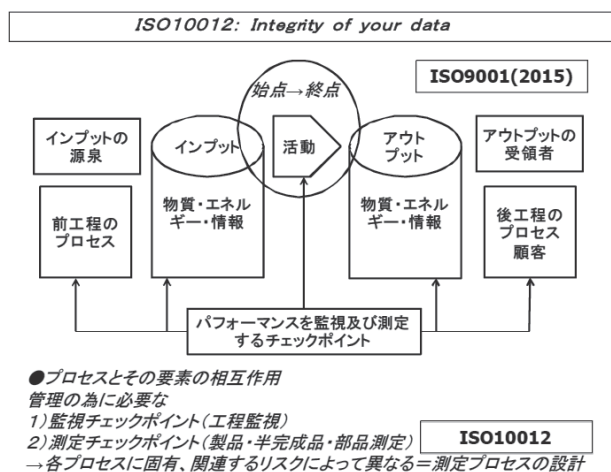 ISO10012: Integrity of your data
ISO9001(2015)
始点→終点
インプットの
源泉
インプット
活動
アウト
プット
アウトプットの
受領者
前工程の
プロセス
物質・エネル
ギー・情報
物質・エネル
ギー・情報
後工程の
プロセス
顧客
パフォーマンスを監視及び測定
するチェックポイント
●プロセスとその要素の相互作用
管理の為に必要な
1)監視チェックポイント(工程監視)
2)測定チェックポイント(製品・半完成品・部品測定)
ISO10012
→各プロセスに固有、関連するリスクによって異なる=測定プロセスの設計